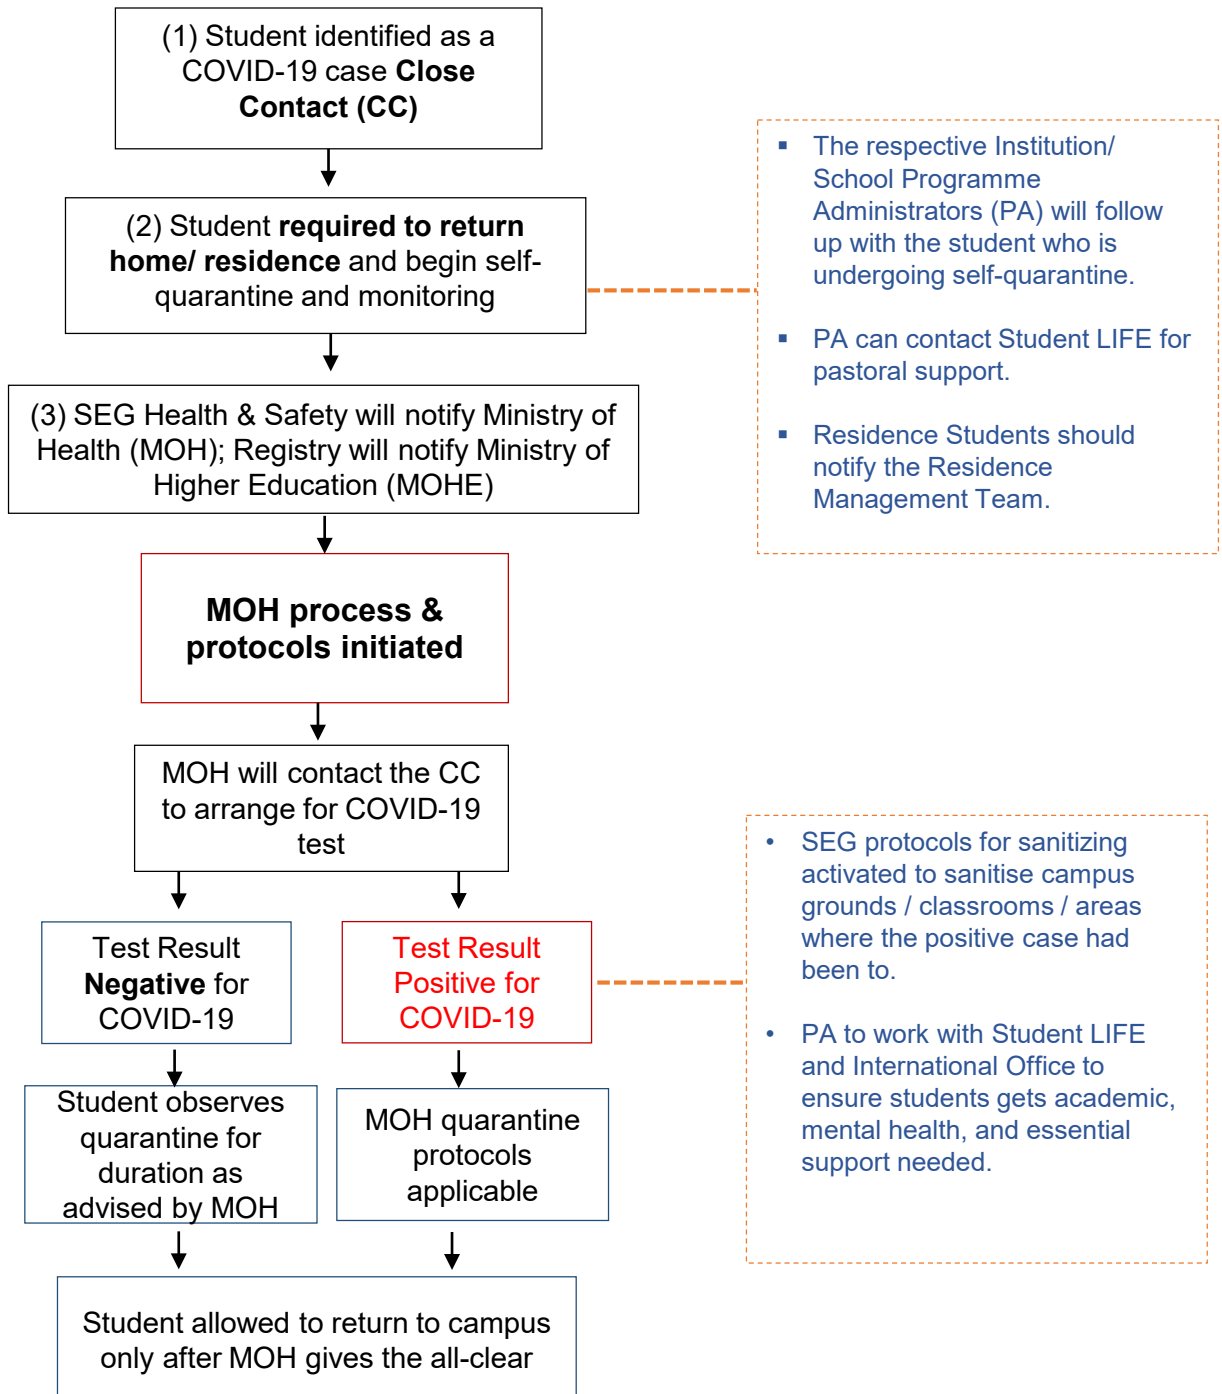 (1) Student identified as a
COVID-19 case Close
Contact (CC)
(2) Student required to return
home/ residence and begin self-
quarantine and monitoring
▪ The respective Institution/
School Programme
Administrators (PA) will follow
up with the student who is
undergoing self-quarantine.
▪ PA can contact Student LIFE for
pastoral support.
▪ Residence Students should
notify the Residence
Management Team.
(3) SEG Health & Safety will notify Ministry of
Health (MOH); Registry will notify Ministry of
Higher Education (MOHE)
MOH process &
protocols initiated
MOH will contact the CC
to arrange for COVID-19
test
Test Result
Negative for
COVID-19
Test Result
Positive for
COVID-19
• SEG protocols for sanitizing
activated to sanitise campus
grounds / classrooms / areas
where the positive case had
been to.
• PA to work with Student LIFE
and International Office to
ensure students gets academic,
mental health, and essential
support needed.
Student observes
quarantine for
duration as
advised by MOH
MOH quarantine
protocols
applicable
Student allowed to return to campus
only after MOH gives the all-clear